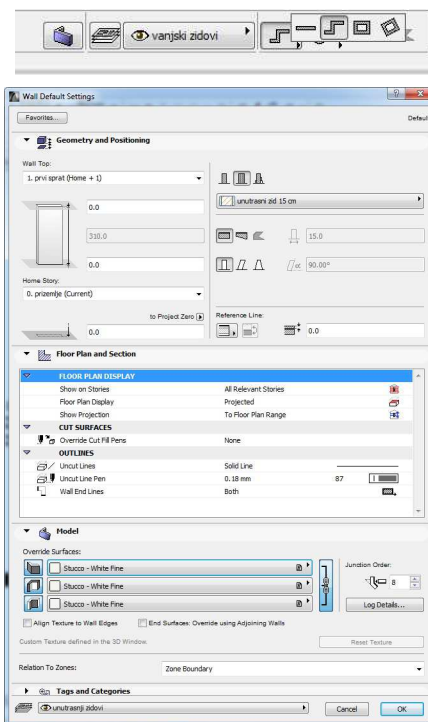 vanjski zidovi
Wall Default Settings
Favorites...
Default
Geometry and Positioning
Wall Top:
1. prvi sprat (Home + 1)
unutrasni zid 15 cm
0.0
310.0
15.0
0.0
90.00°
Home Story:
0. prizemlje (Current)
to Project Zero
Reference Line:
0.0
0.0
Floor Plan and Section
FLOOR PLAN DISPLAY
Show on Stories All Relevant Stories
Floor Plan Display Projected
Show Projection To Floor Plan Range
CUT SURFACES
Override Cut Fill Pens None
OUTLINES
Uncut Lines Solid Line
Uncut Line Pen 0.18 mm 87
Wall End Lines Both
Model
Override Surfaces:
Stucco - White Fine
Junction Order:
Stucco - White Fine
8
Stucco - White Fine
Log Details...
Align Texture to Wall Edges End Surfaces: Override using Adjoining Walls
Custom Texture defined in the 3D Window: Reset Texture
Relation To Zones: Zone Boundary
Tags and Categories
unutrasnji zidovi Cancel OK